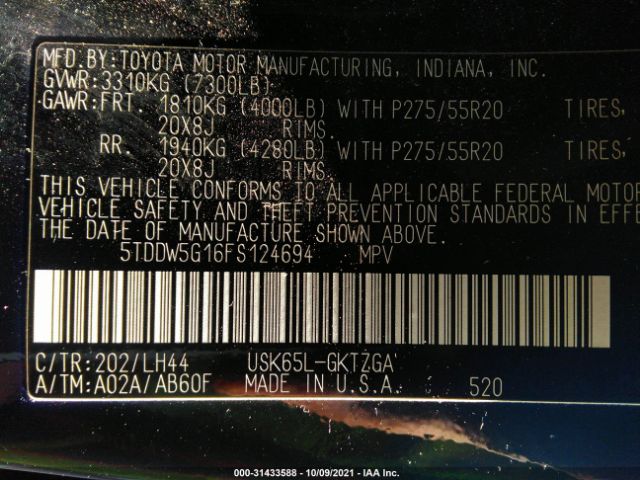 MFD.BY:TOYOTA MOTOR MANUFACTURING, INDIANA, INC.
GVWR:3310KG (7300LB)
GAWR:FRT. 1810KG (4000LB) WITH P275/55R20 TIRES,
20X8J RIMS.
RR. 1940KG (4280LB) WITH P275/55R20 TIRES,
20X8J RIMS.
THIS VEHICLE CONFORMS TO ALL APPLICABLE FEDERAL MOTOR
VEHICLE SAFETY AND THEFT PREVENTION STANDARDS IN EFFE
THE DATE OF MANUFACTURE SHOWN ABOVE.
5TDDW5G16FS124694 MPV
C/TR:202/LH44 USK65L-GKTZGA
A/TM:A02A/AB60F MADE IN U.S.A. 520
000-31433588 - 10/09/2021 - IAA Inc.